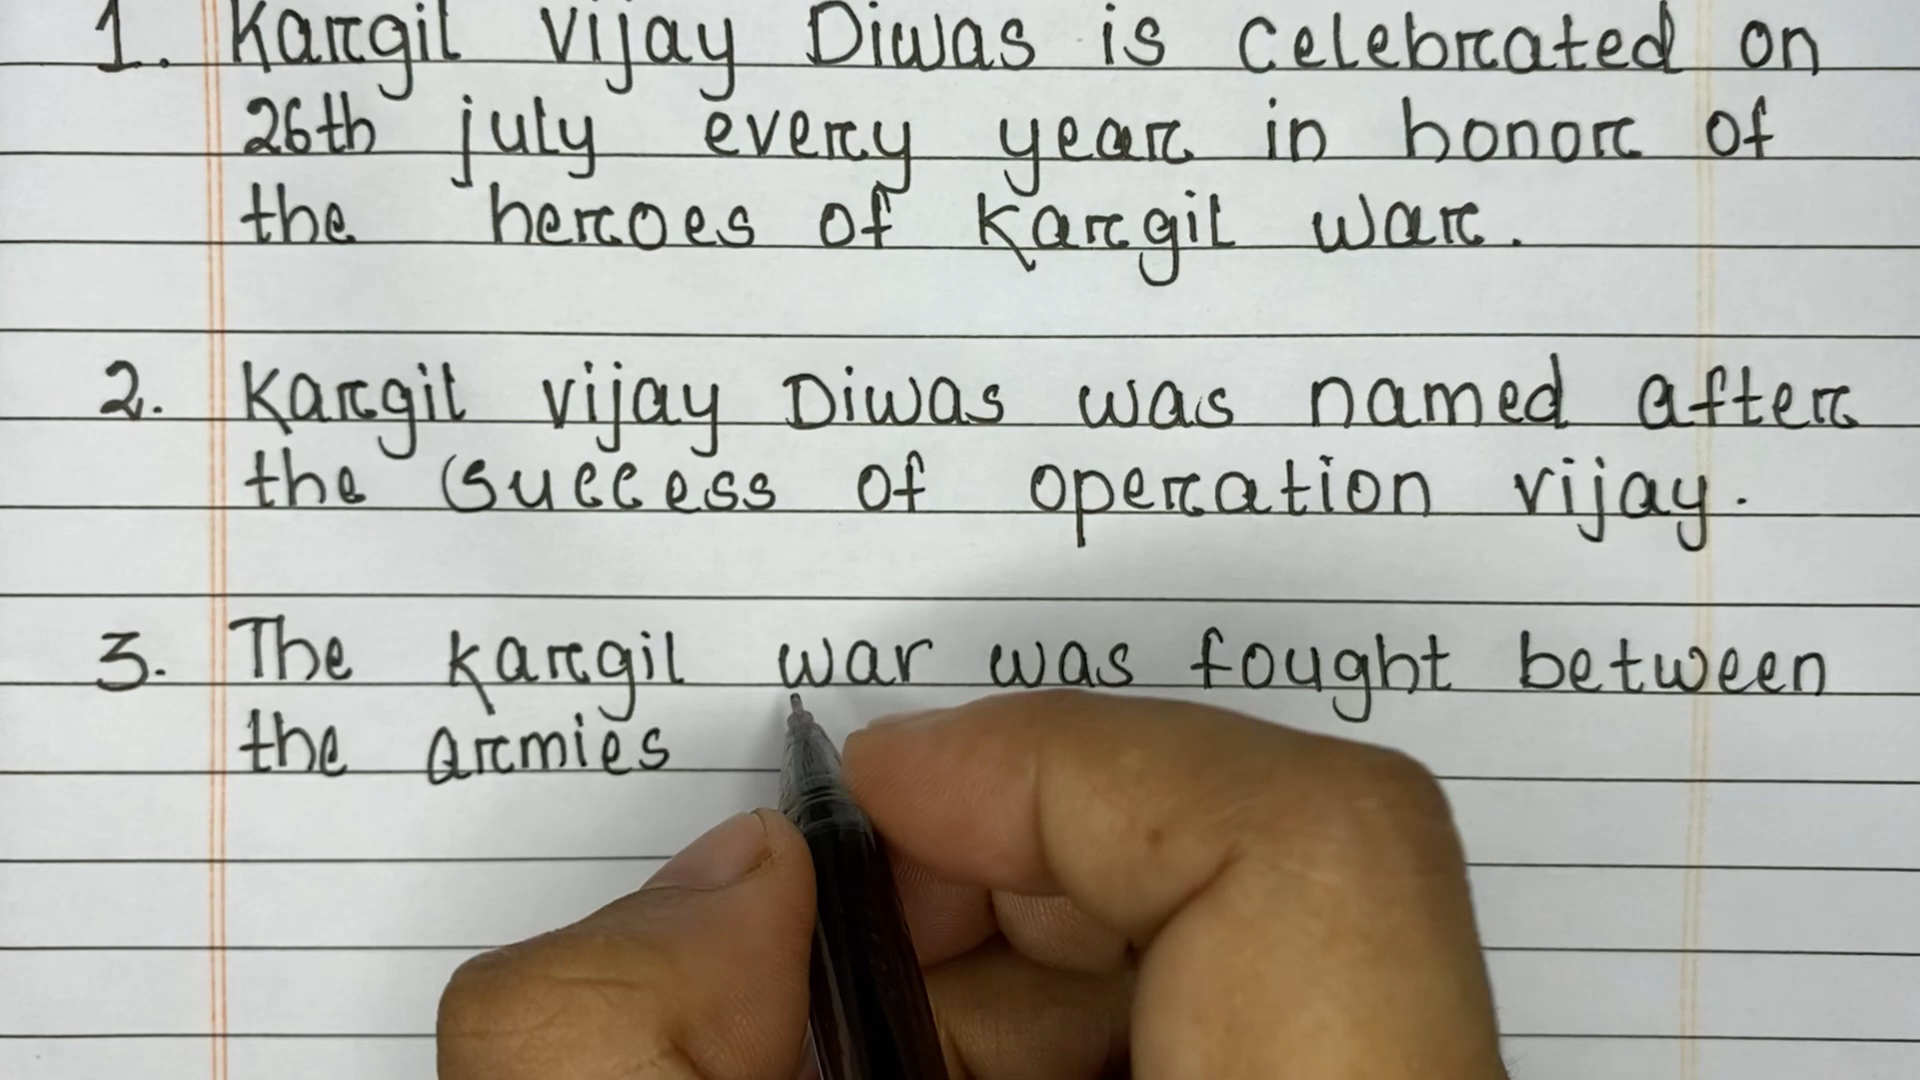 1. Kargil vijay Diwas is celebrated on
26th july every year in honor of
the heroes of Kargil war.
2. Kargil vijay Diwas was named after
the success of operation vijay.
3. The kargil war was fought between
the armies